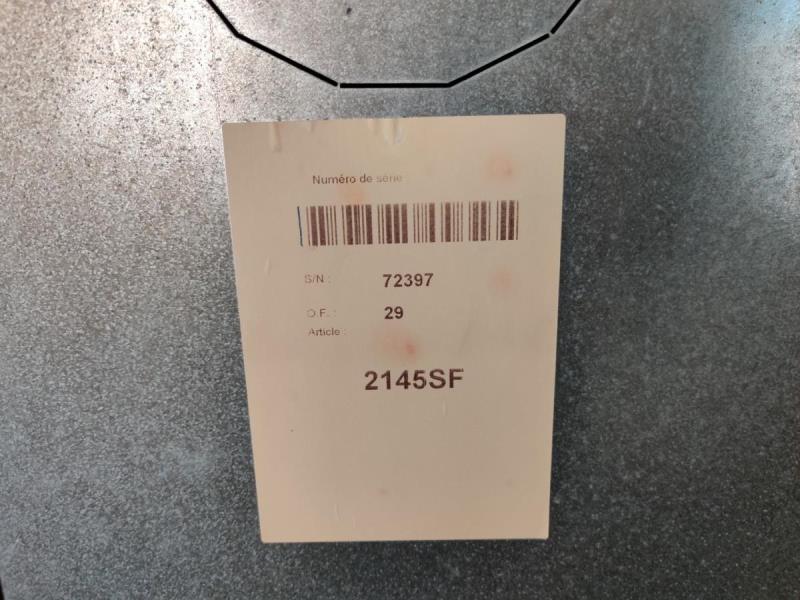 Numéro de série
S/N : 72397
O.F. : 29
Article :
2145SF